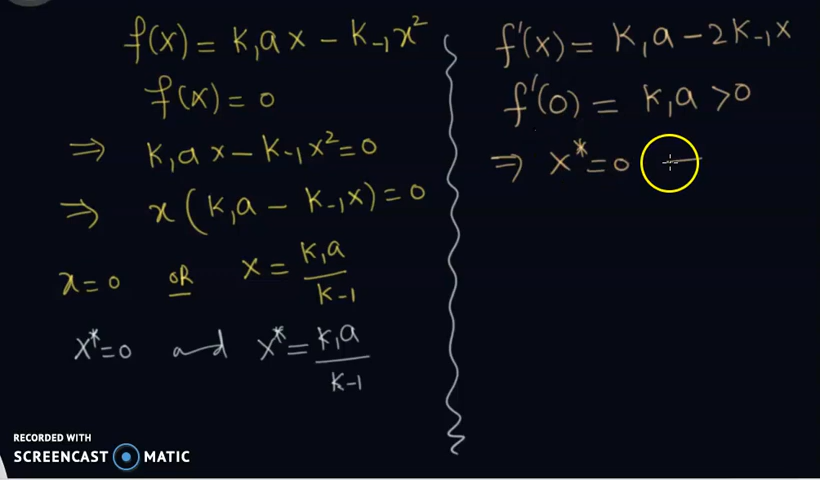 f(x) = K₁ax − K₋₁x²
f(x) = 0
⇒ K₁ax − K₋₁x² = 0
⇒ x(K₁a − K₋₁x) = 0
x = 0 OR x = K₁a / K₋₁
x* = 0 and x* = K₁a / K₋₁
f'(x) = K₁a − 2K₋₁x
f'(0) = K₁a > 0
⇒ x* = 0 —
RECORDED WITH
SCREENCAST MATIC